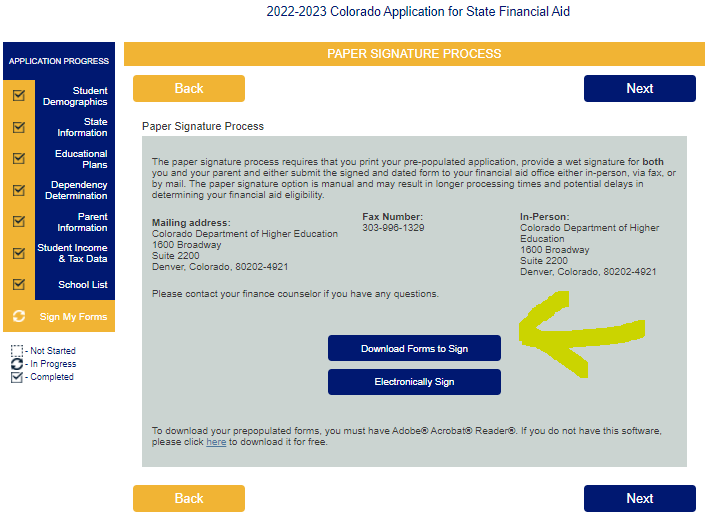 2022-2023 Colorado Application for State Financial Aid
APPLICATION PROGRESS
Student
Demographics
State
Information
Educational
Plans
Dependency
Determination
Parent
Information
Student Income
& Tax Data
School List
Sign My Forms
- Not Started
- In Progress
- Completed
PAPER SIGNATURE PROCESS
Back
Next
Paper Signature Process
The paper signature process requires that you print your pre-populated application, provide a wet signature for both
you and your parent and either submit the signed and dated form to your financial aid office either in-person, via fax, or
by mail. The paper signature option is manual and may result in longer processing times and potential delays in
determining your financial aid eligibility.
Mailing address:
Colorado Department of Higher Education
1600 Broadway
Suite 2200
Denver, Colorado, 80202-4921
Fax Number:
303-996-1329
In-Person:
Colorado Department of Higher
Education
1600 Broadway
Suite 2200
Denver, Colorado, 80202-4921
Please contact your finance counselor if you have any questions.
Download Forms to Sign
Electronically Sign
To download your prepopulated forms, you must have Adobe® Acrobat® Reader®. If you do not have this software,
please click here to download it for free.
Back
Next